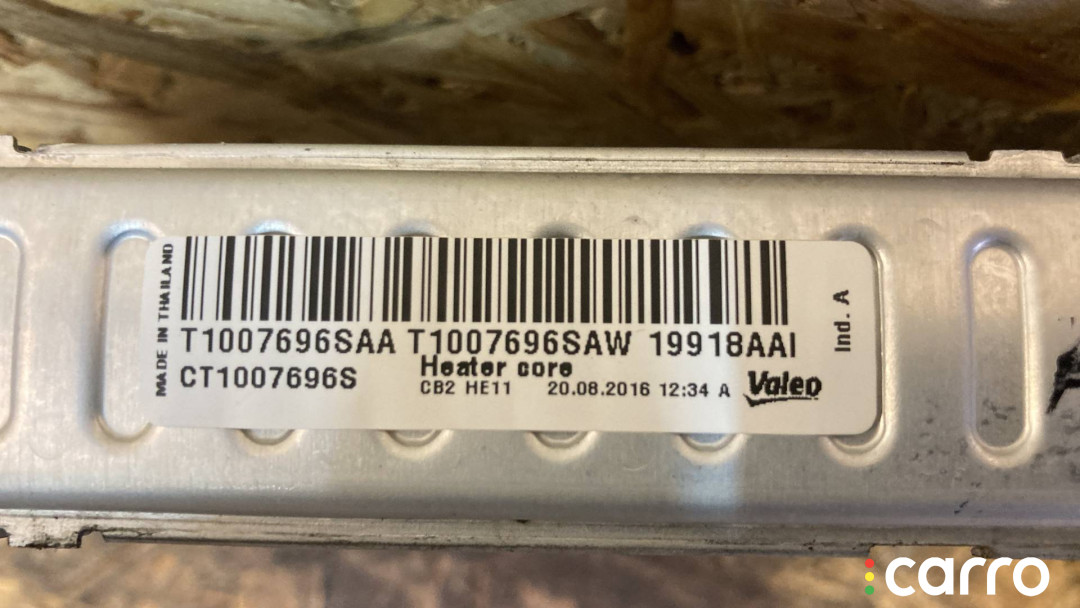 MADE IN THAILAND
T1007696SAA T1007696SAW 19918AAI
Heater core
CT1007696S
CB2 HE11 20.08.2016 12:34 A
Valeo
Ind. A
carro